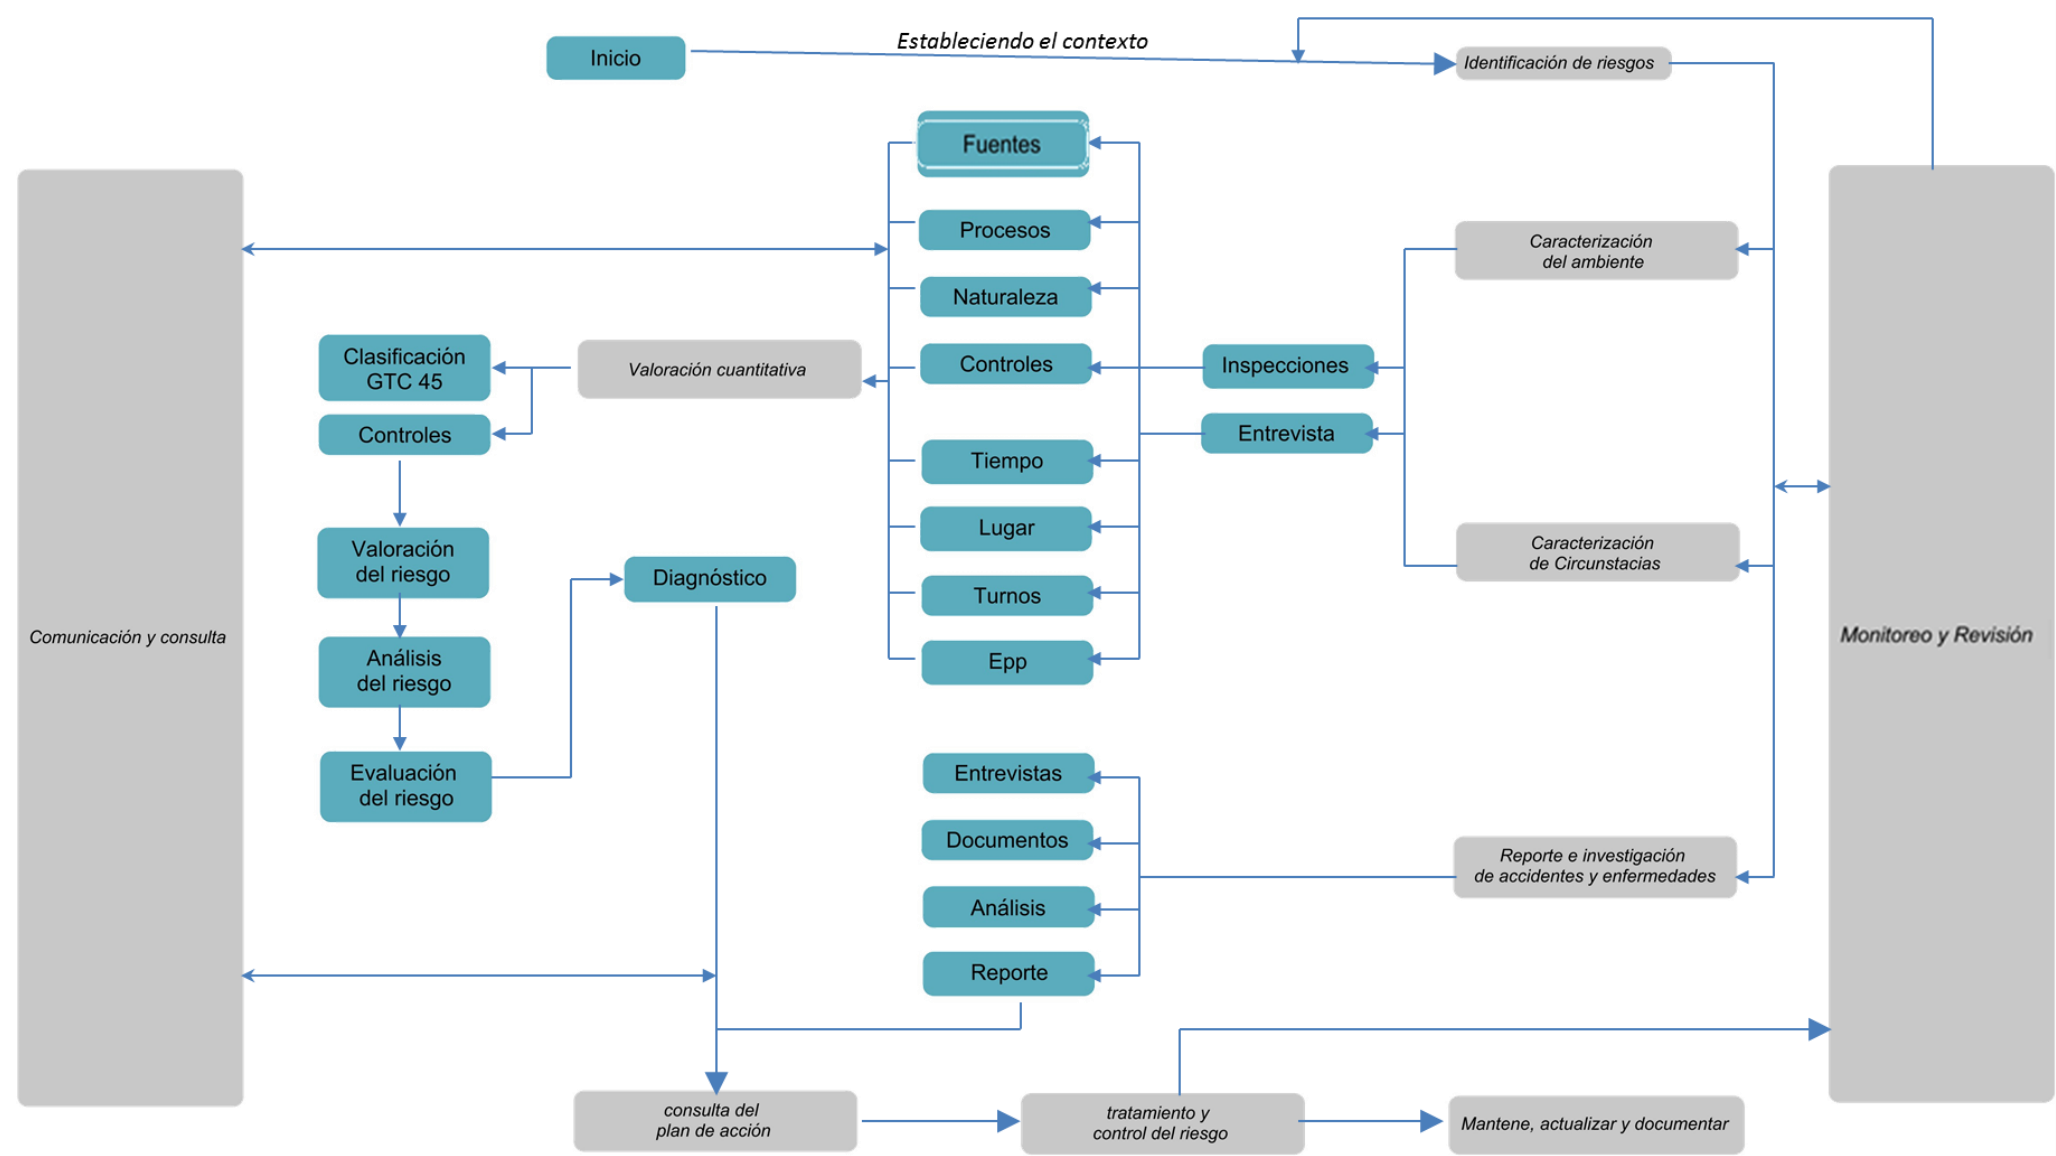 Estableciendo el contexto
Inicio
Identificación de riesgos
Fuentes
Procesos
Naturaleza
Controles
Tiempo
Lugar
Turnos
Epp
Caracterización
del ambiente
Inspecciones
Entrevista
Caracterización
de Circunstacias
Monitoreo y Revisión
Comunicación y consulta
Valoración cuantitativa
Clasificación
GTC 45
Controles
Valoración
del riesgo
Análisis
del riesgo
Evaluación
del riesgo
Diagnóstico
Entrevistas
Documentos
Análisis
Reporte
Reporte e investigación
de accidentes y enfermedades
consulta del
plan de acción
tratamiento y
control del riesgo
Mantene, actualizar y documentar